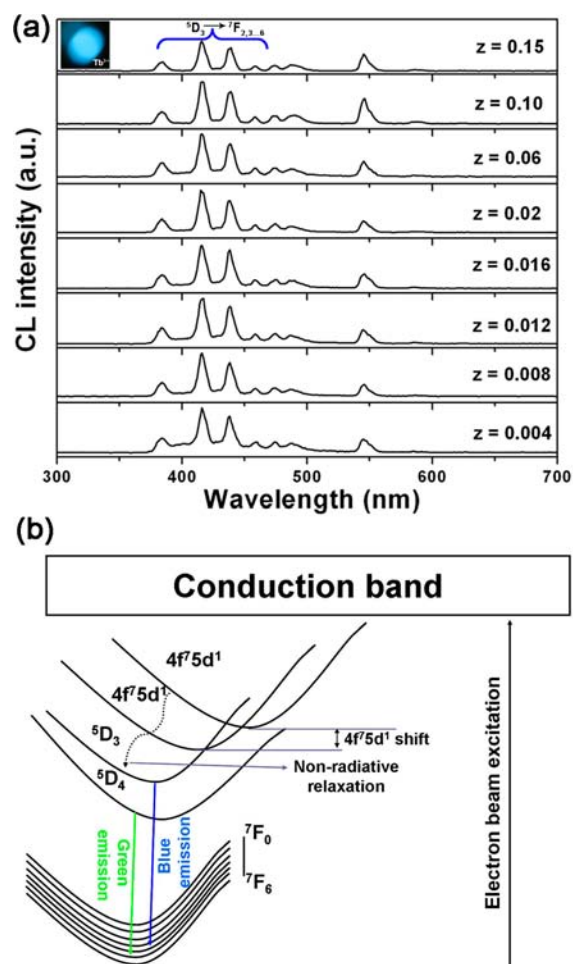 (a)
⁵D₃ → ⁷F₂,₃...₆
Tb³⁺
z = 0.15
z = 0.10
z = 0.06
z = 0.02
z = 0.016
z = 0.012
z = 0.008
z = 0.004
CL intensity (a.u.)
300 400 500 600 700
Wavelength (nm)
(b)
Conduction band
4f⁷5d¹
4f⁷5d¹
⁵D₃
⁵D₄
4f⁷5d¹ shift
Non-radiative
relaxation
Green
emission
Blue
emission
⁷F₀
⁷F₆
Electron beam excitation